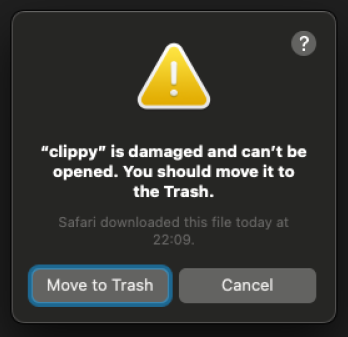 ?
“clippy” is damaged and can’t be
opened. You should move it to
the Trash.
Safari downloaded this file today at
22:09.
Move to Trash
Cancel